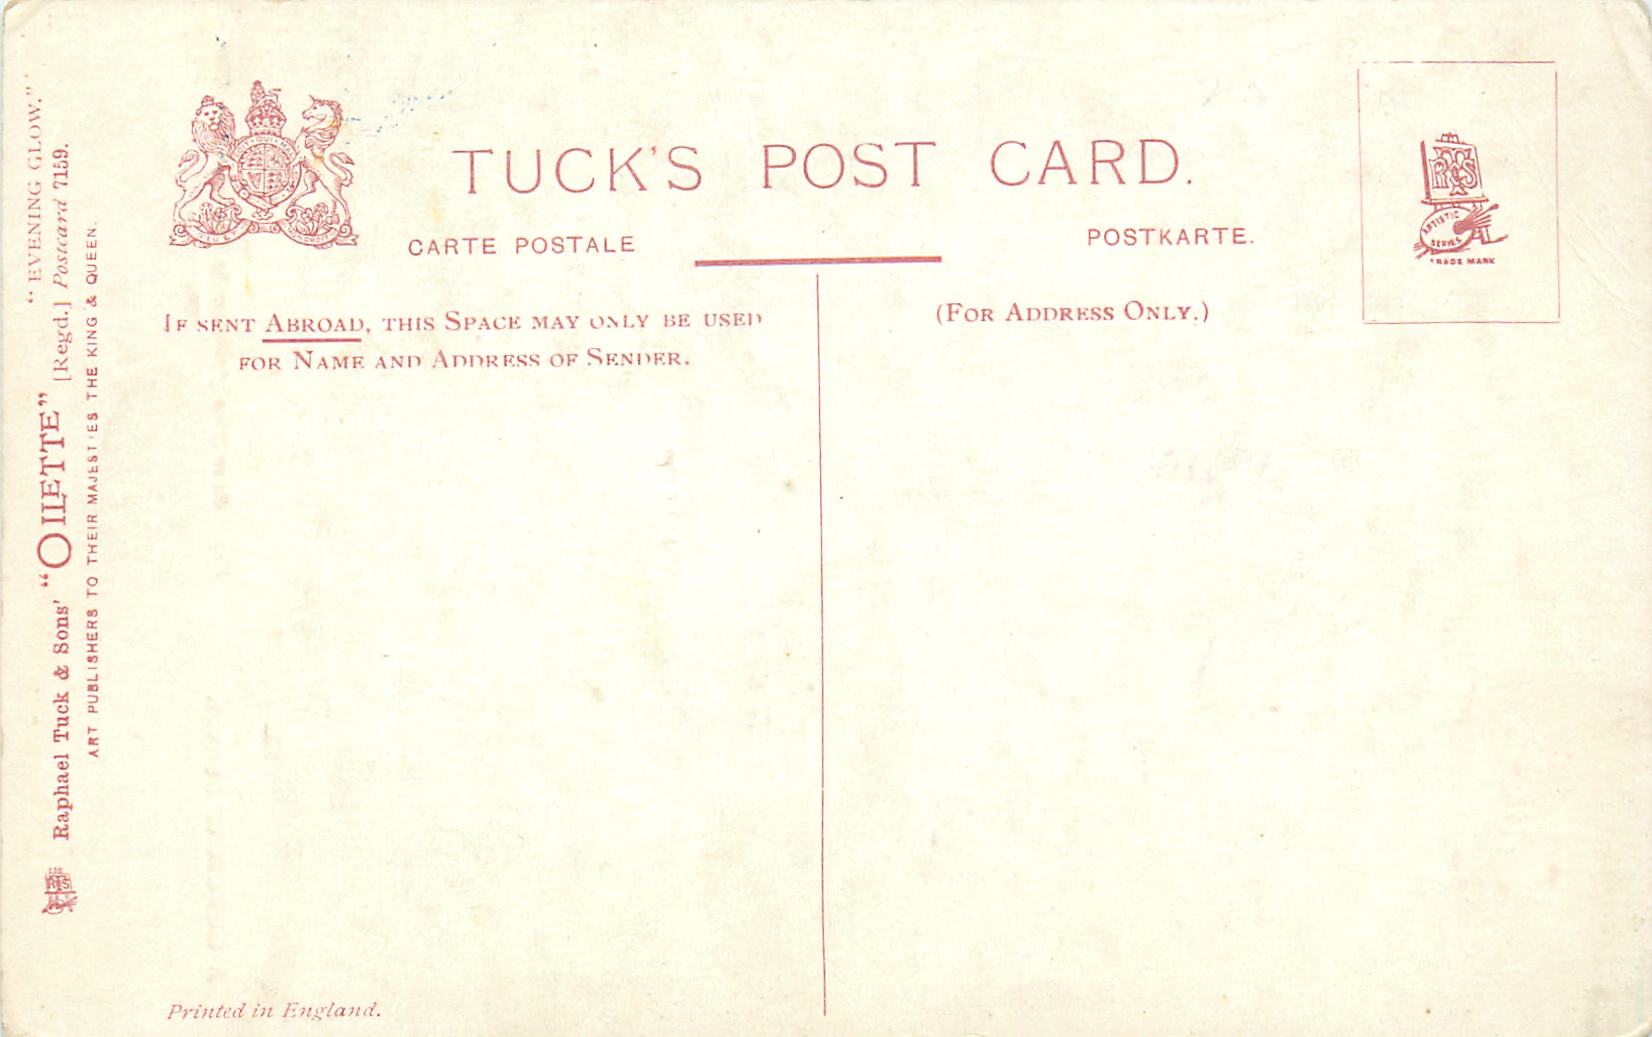 TUCK'S POST CARD.
CARTE POSTALE
POSTKARTE.
IF SENT ABROAD, THIS SPACE MAY ONLY BE USED
FOR NAME AND ADDRESS OF SENDER.
(FOR ADDRESS ONLY.)
ARTISTIC
SERIES
TRADE MARK
"EVENING GLOW."
Raphael Tuck & Sons' "OILETTE" [Regd.] Postcard 7159.
ART PUBLISHERS TO THEIR MAJESTIES THE KING & QUEEN.
Printed in England.